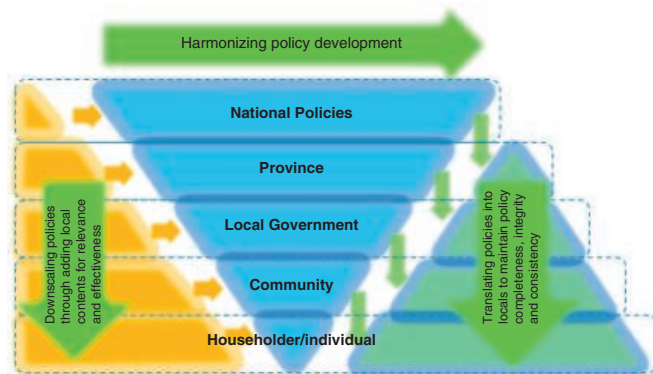 Harmonizing policy development
National Policies
Province
Local Government
Community
Householder/individual
Downscaling policies
through adding local
contents for relevance
and effectiveness
Translating policies into
locals to maintain policy
completeness, integrity
and consistency